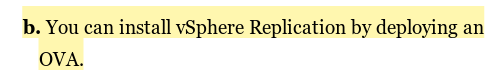 b. You can install vSphere Replication by deploying an
OVA.